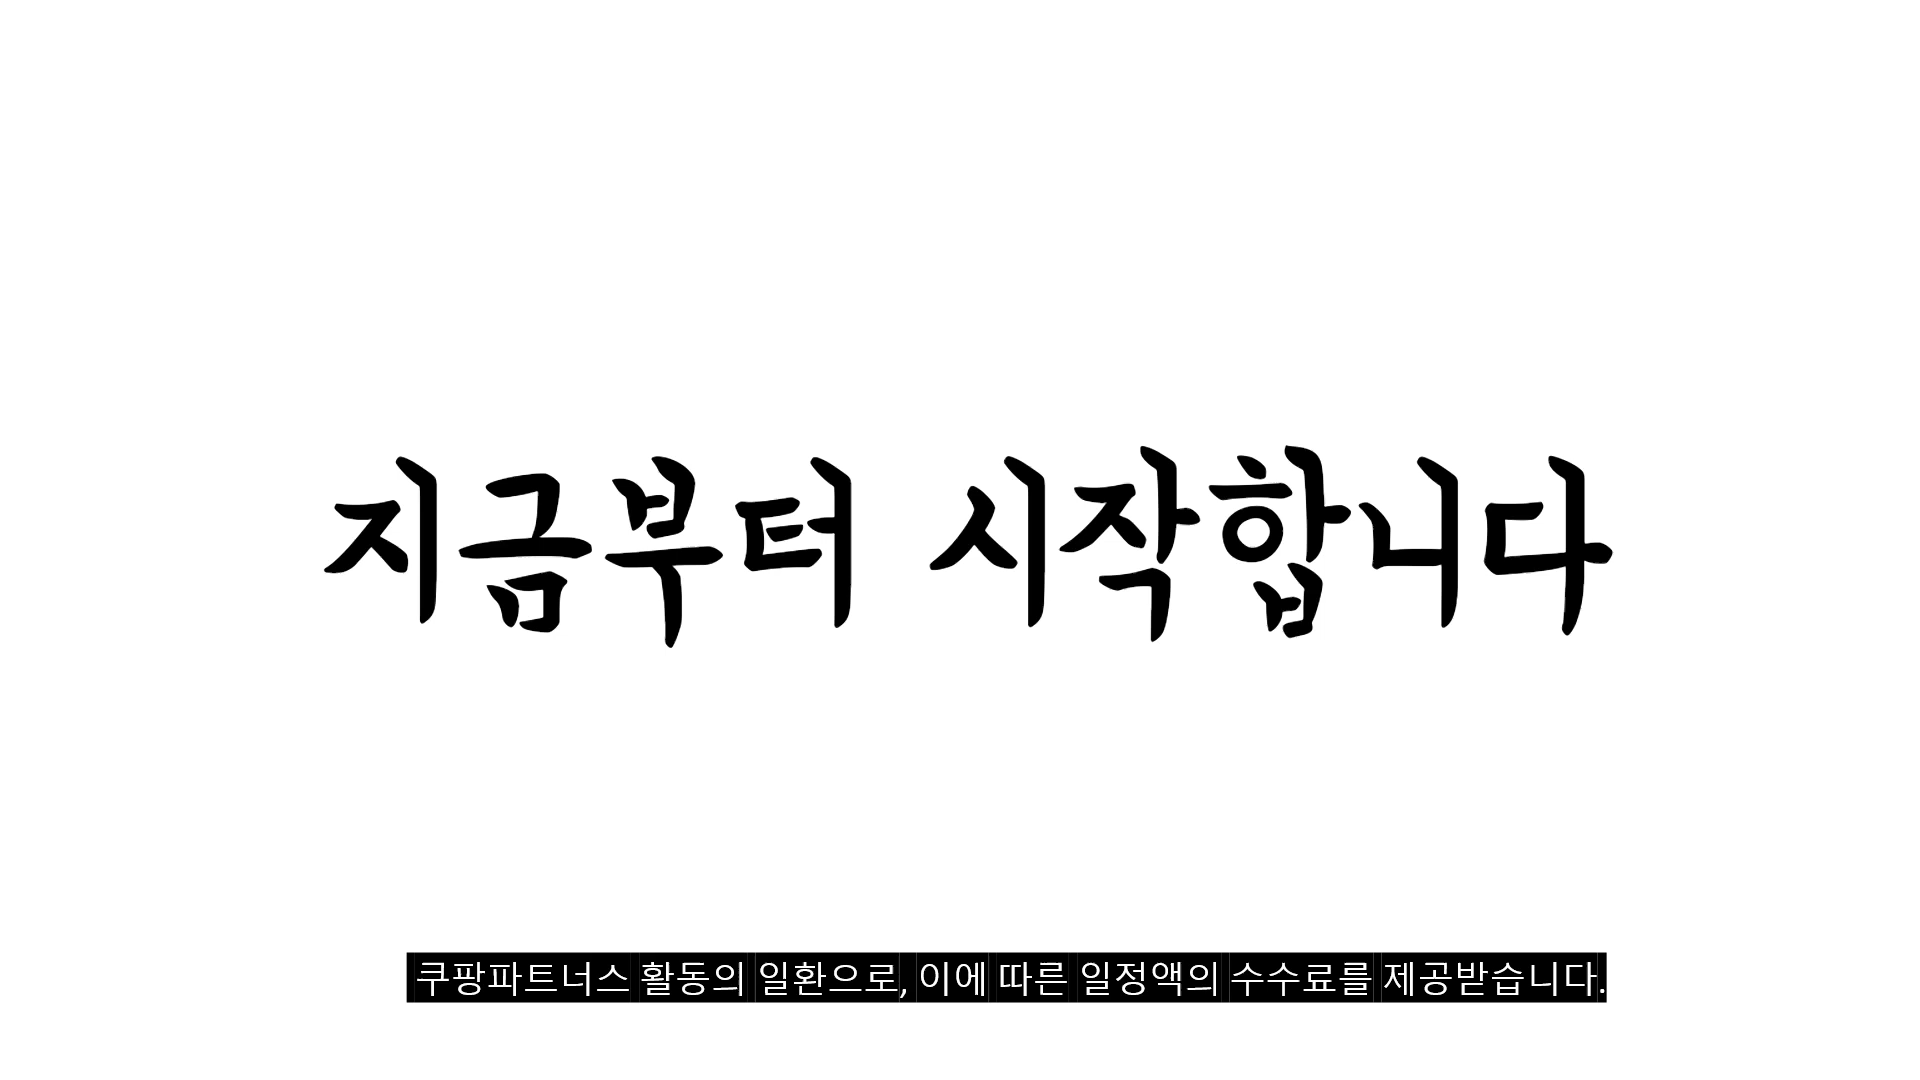 지금부터 시작합니다
쿠팡파트너스 활동의 일환으로, 이에 따른 일정액의 수수료를 제공받습니다.